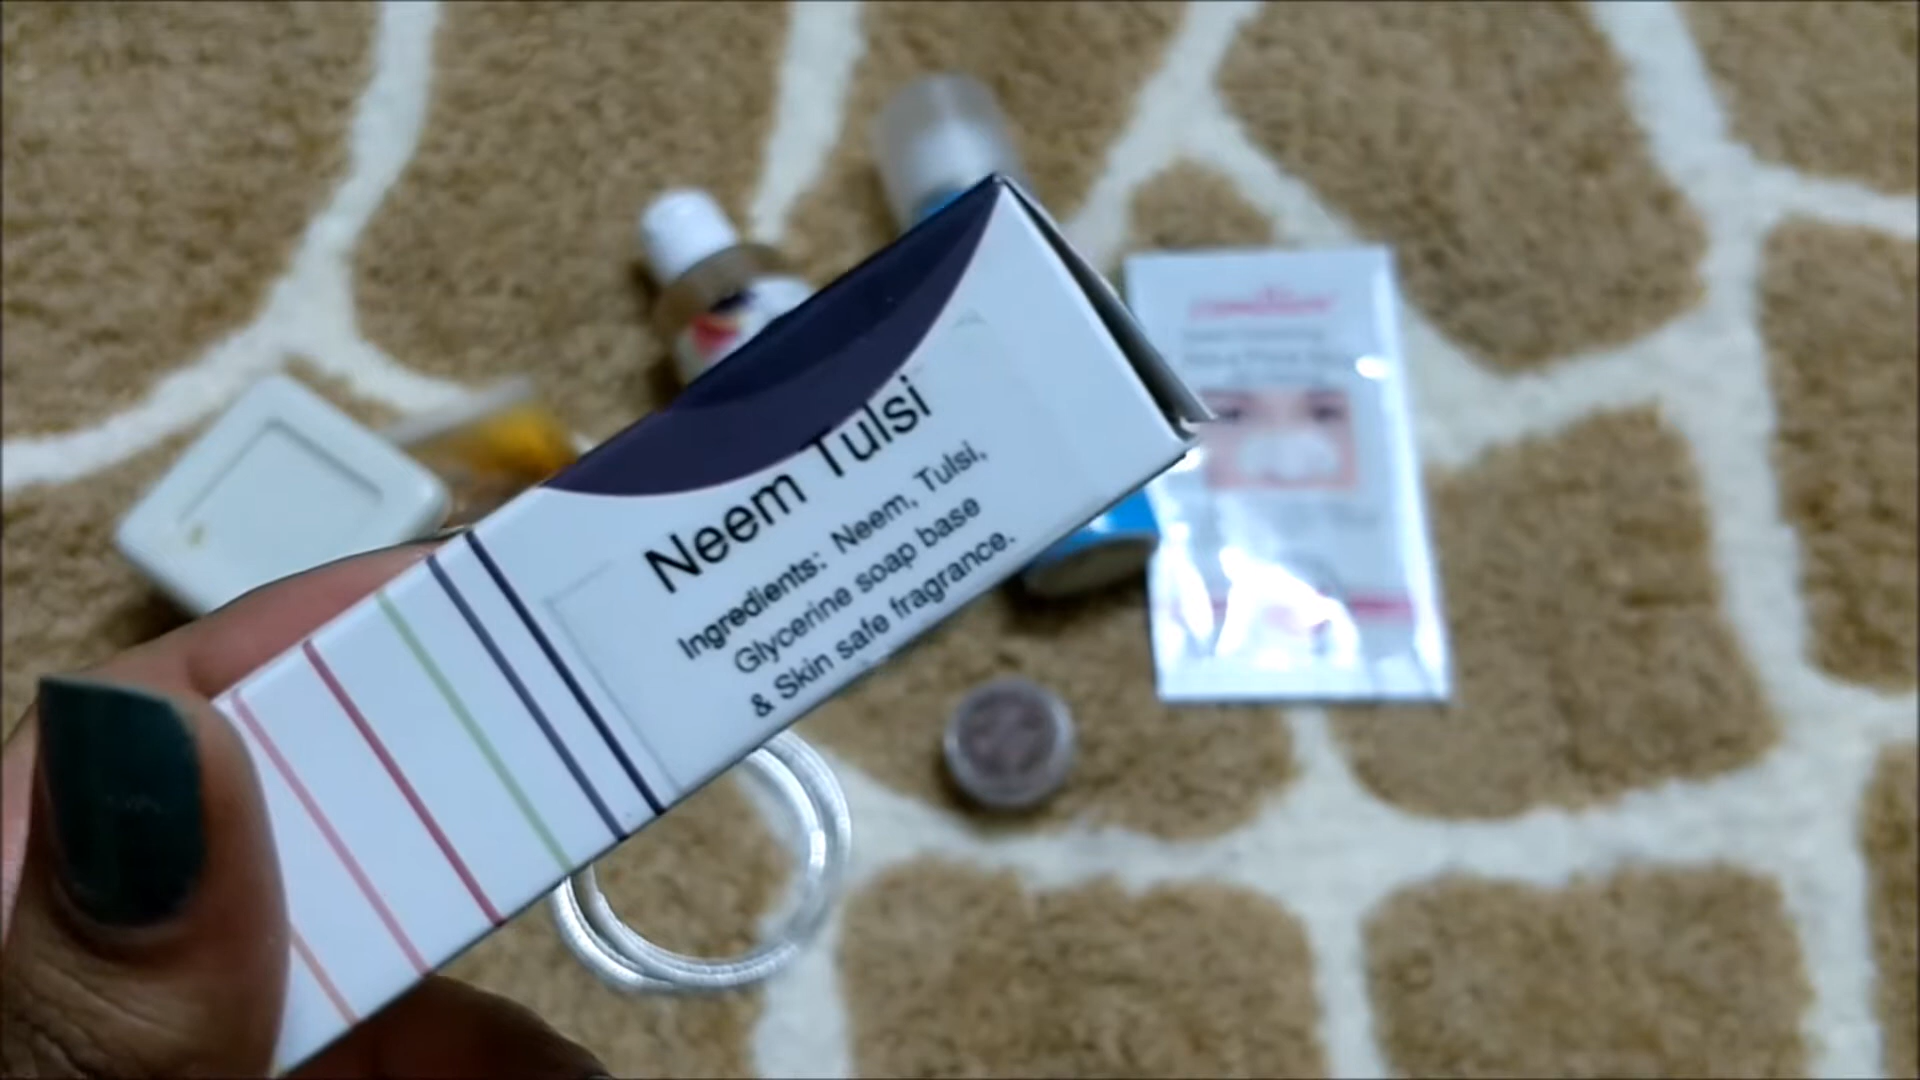 Neem Tulsi
Ingredients: Neem, Tulsi,
Glycerine soap base
& Skin safe fragrance.